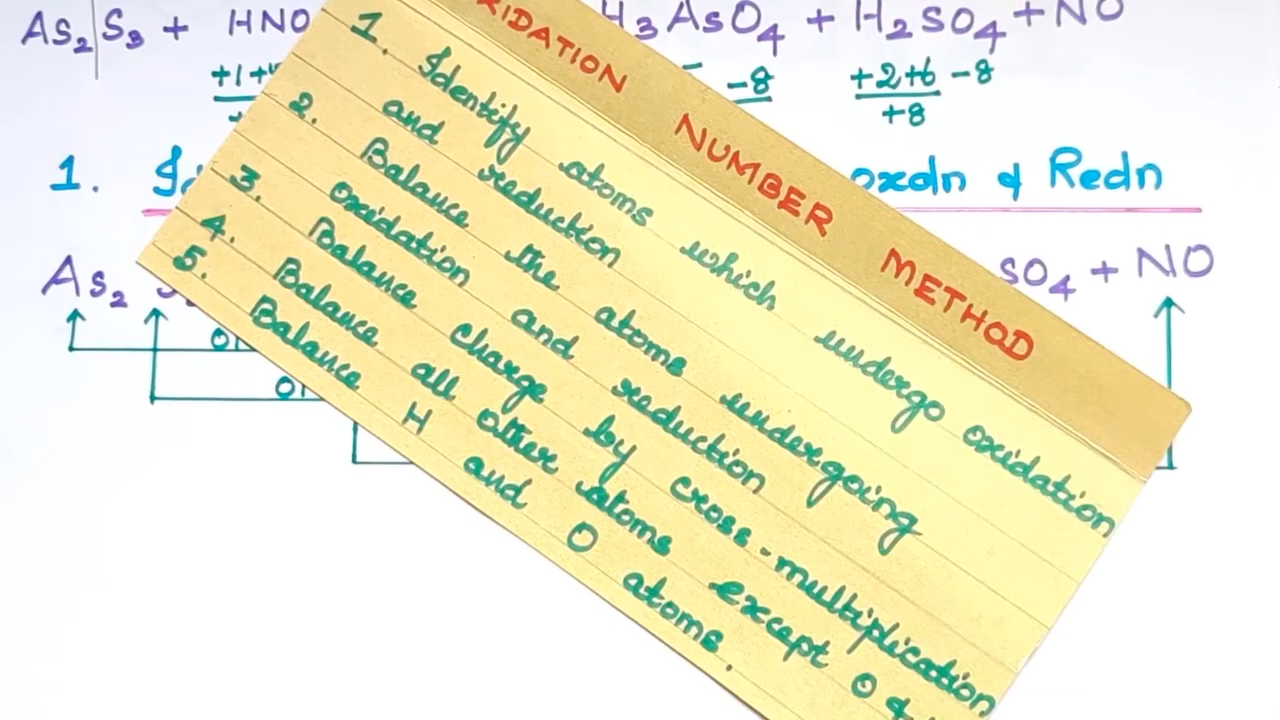 As₂S₃ + HNO H₃AsO₄ + H₂SO₄ + NO
+1 + -8 +2+6 -8
+8
1. oxdn & Redn
As₂ SO₄ + NO
XIDATION NUMBER METHOD
1. Identify atoms which undergo oxidation
and reduction
2. Balance the atoms undergoing
oxidation and reduction
3. Balance charge by cross-multiplication
4. Balance all other atoms except O &
5. Balance H and O atoms.